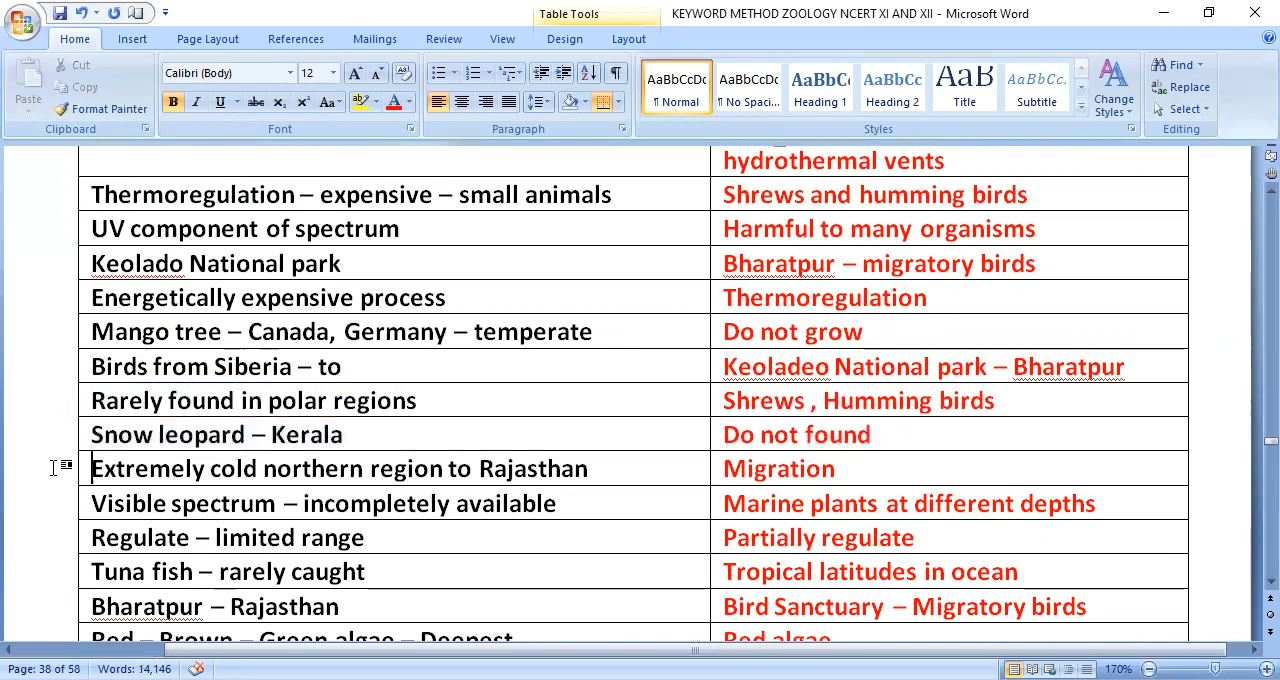 Table Tools
KEYWORD METHOD ZOOLOGY NCERT XI AND XII - Microsoft Word
Home Insert Page Layout References Mailings Review View Design Layout
Cut
Copy
Format Painter
Paste
Clipboard
Calibri (Body) 12
Font
Paragraph
AaBbCcDc AaBbCcDc AaBbC AaBbCc AaB AaBbCc.
¶ Normal ¶ No Spaci... Heading 1 Heading 2 Title Subtitle
Change Styles
Styles
Find
Replace
Select
Editing
hydrothermal vents
Thermoregulation – expensive – small animals Shrews and humming birds
UV component of spectrum Harmful to many organisms
Keolado National park Bharatpur – migratory birds
Energetically expensive process Thermoregulation
Mango tree – Canada, Germany – temperate Do not grow
Birds from Siberia – to Keoladeo National park – Bharatpur
Rarely found in polar regions Shrews , Humming birds
Snow leopard – Kerala Do not found
Extremely cold northern region to Rajasthan Migration
Visible spectrum – incompletely available Marine plants at different depths
Regulate – limited range Partially regulate
Tuna fish – rarely caught Tropical latitudes in ocean
Bharatpur – Rajasthan Bird Sanctuary – Migratory birds
Red – Brown – Green algae – Deepest Red algae
Page: 38 of 58 Words: 14,146 170%